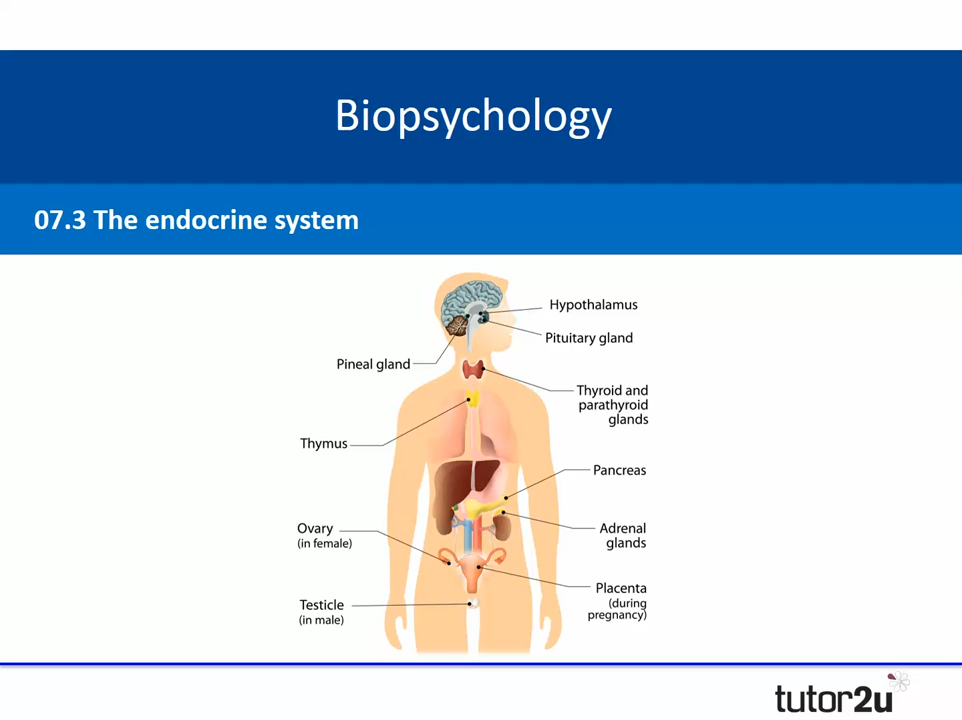 Biopsychology
07.3 The endocrine system
Hypothalamus
Pituitary gland
Pineal gland
Thyroid and
parathyroid
glands
Thymus
Pancreas
Ovary
(in female)
Adrenal
glands
Placenta
(during
pregnancy)
Testicle
(in male)
tutor2u